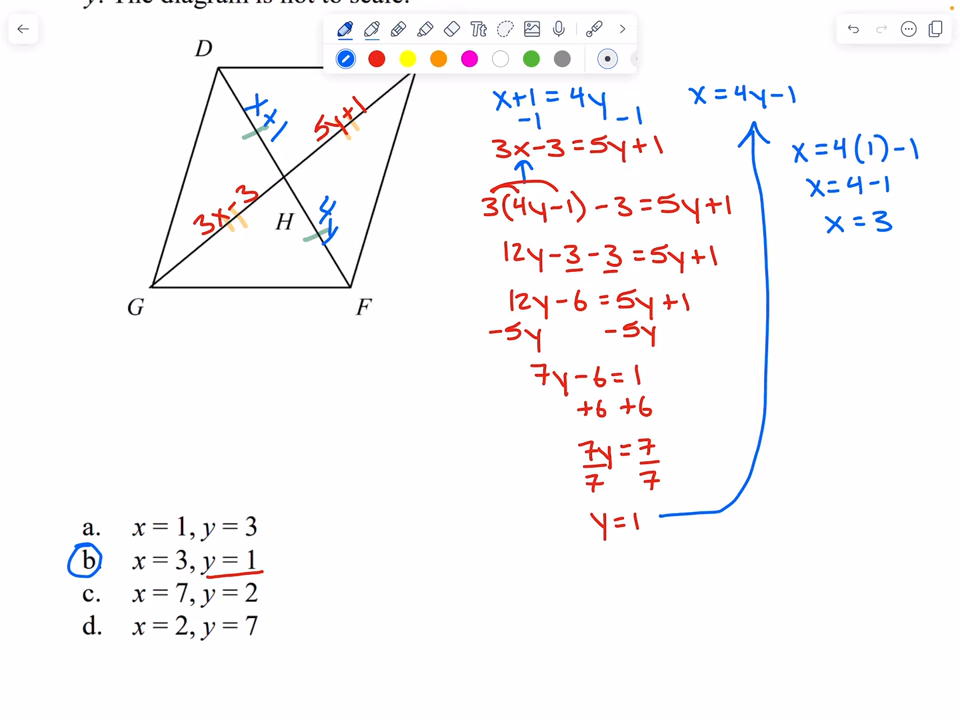 y. The diagram is not to scale.
Tt
D
x+1
5y+1
3x-3
H
4y
G
F
x+1 = 4y
-1 -1
3x-3 = 5y+1
3(4y-1) -3 = 5y+1
12y-3-3 = 5y+1
12y-6 = 5y+1
-5y -5y
7y-6 = 1
+6 +6
7y = 7
7 7
y = 1
x = 4y-1
x = 4(1)-1
x = 4-1
x = 3
a. x = 1, y = 3
b. x = 3, y = 1
c. x = 7, y = 2
d. x = 2, y = 7